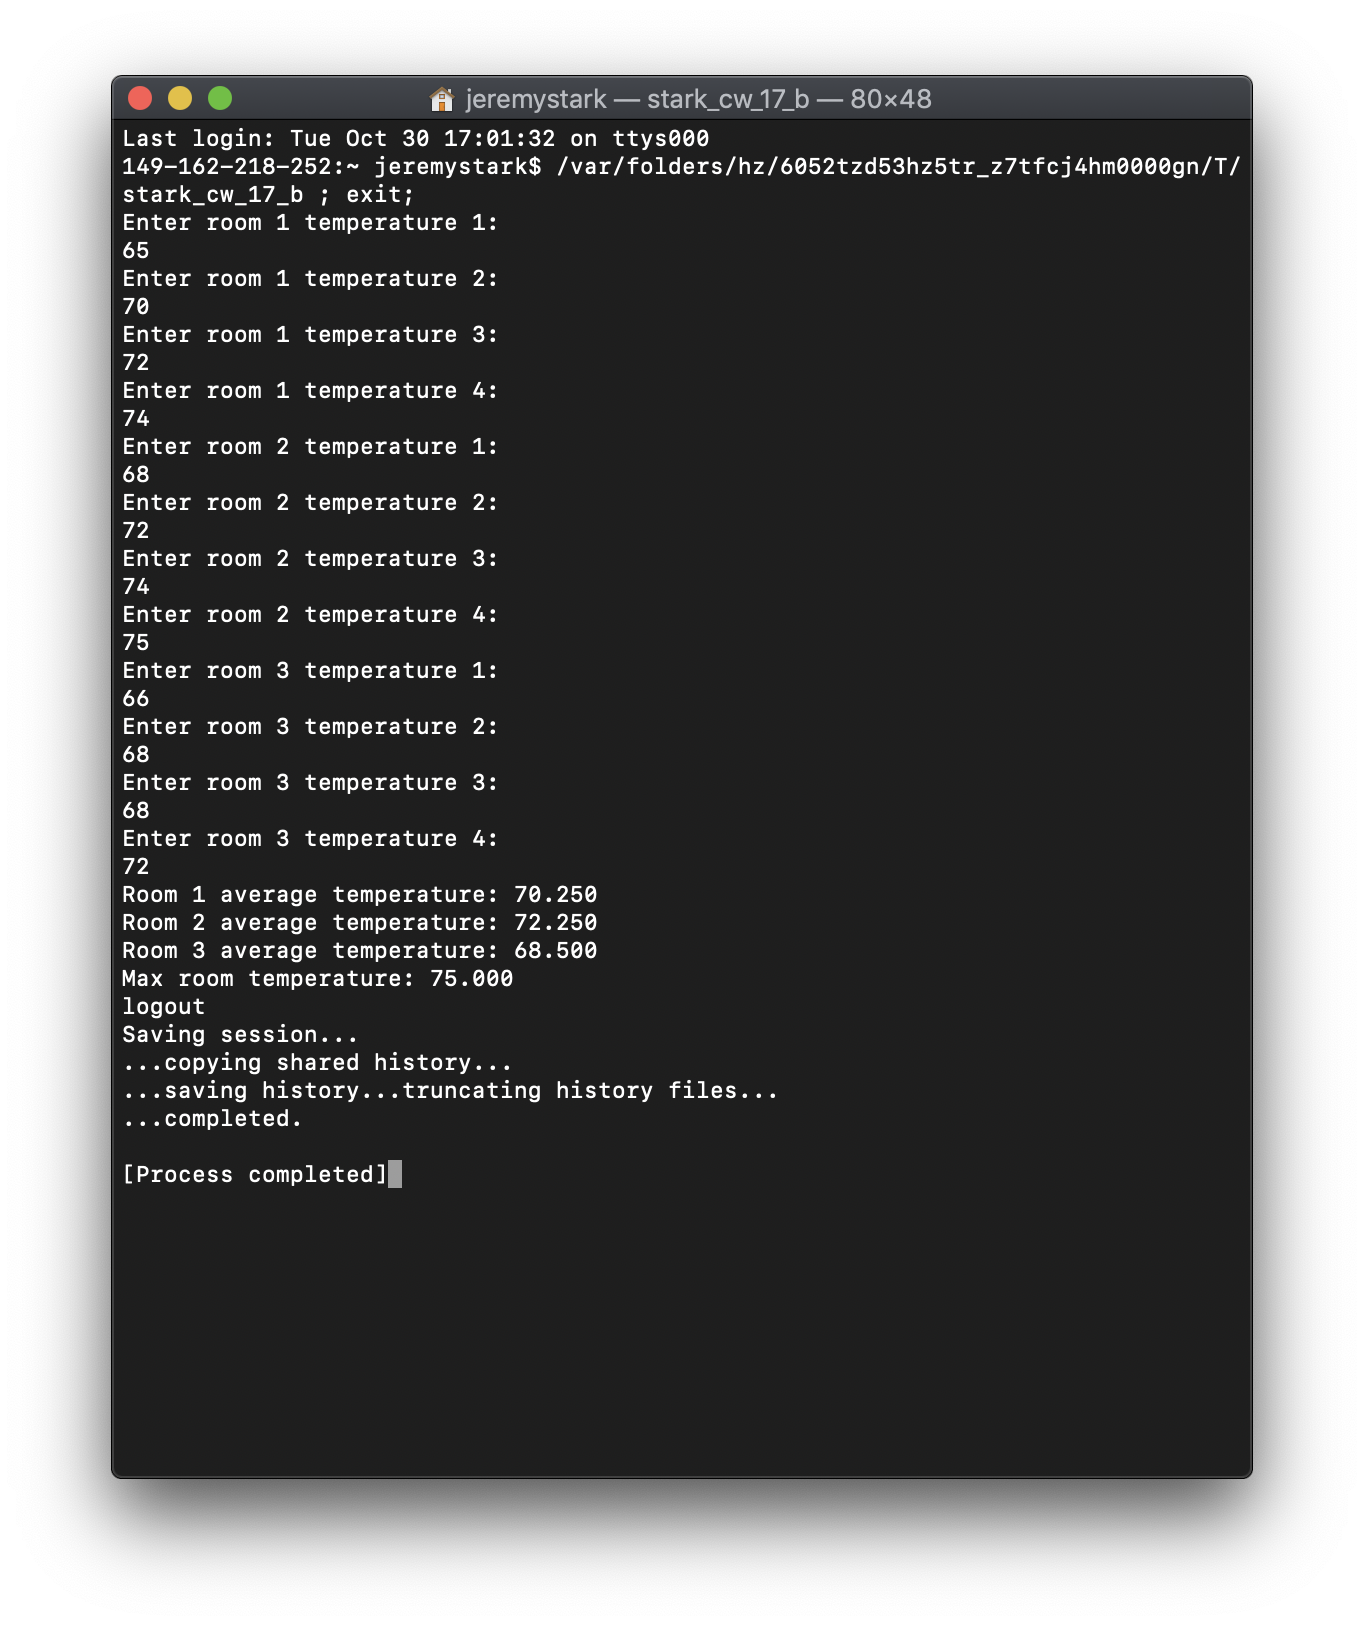 jeremystark — stark_cw_17_b — 80×48
Last login: Tue Oct 30 17:01:32 on ttys000
149-162-218-252:~ jeremystark$ /var/folders/hz/6052tzd53hz5tr_z7tfcj4hm0000gn/T/
stark_cw_17_b ; exit;
Enter room 1 temperature 1:
65
Enter room 1 temperature 2:
70
Enter room 1 temperature 3:
72
Enter room 1 temperature 4:
74
Enter room 2 temperature 1:
68
Enter room 2 temperature 2:
72
Enter room 2 temperature 3:
74
Enter room 2 temperature 4:
75
Enter room 3 temperature 1:
66
Enter room 3 temperature 2:
68
Enter room 3 temperature 3:
68
Enter room 3 temperature 4:
72
Room 1 average temperature: 70.250
Room 2 average temperature: 72.250
Room 3 average temperature: 68.500
Max room temperature: 75.000
logout
Saving session...
...copying shared history...
...saving history...truncating history files...
...completed.
[Process completed]